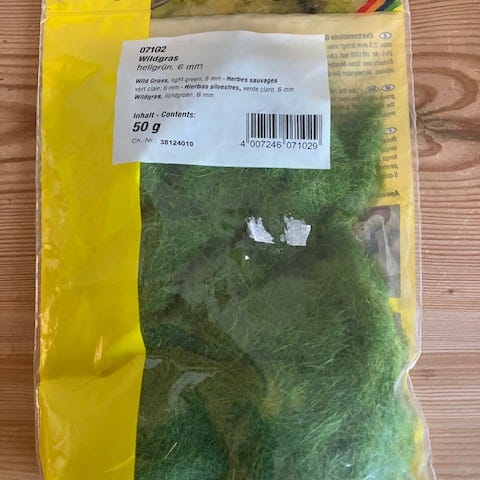 07102
Wildgras
hellgrün, 6 mm
Wild Grass, light green, 6 mm - Herbes sauvages
vert clair, 6 mm - Hierbas silvestres, verde claro, 6 mm
Wildgras, lichtgroen, 6 mm
Inhalt - Contents:
50 g
Ch.-Nr.: 38124010
4 007246 071029